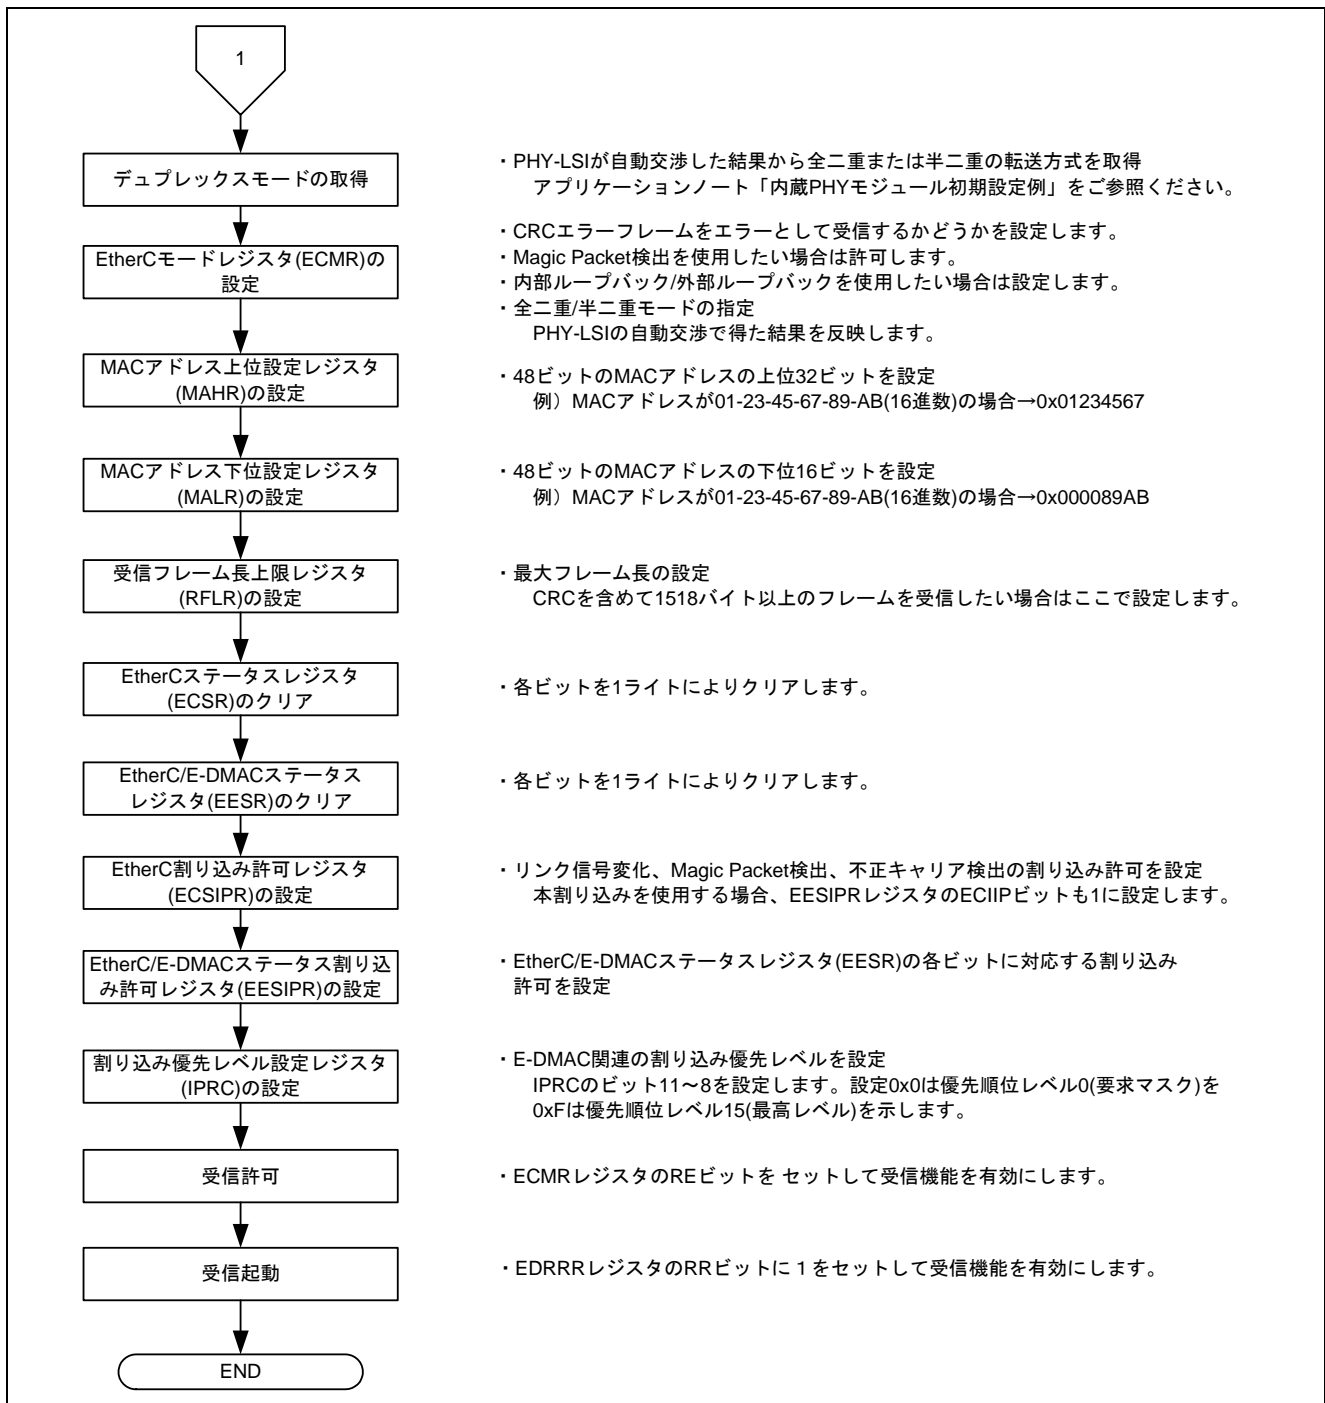 1
デュプレックスモードの取得
・PHY-LSIが自動交渉した結果から全二重または半二重の転送方式を取得
アプリケーションノート「内蔵PHYモジュール初期設定例」をご参照ください。
EtherCモードレジスタ(ECMR)の
設定
・CRCエラーフレームをエラーとして受信するかどうかを設定します。
・Magic Packet検出を使用したい場合は許可します。
・内部ループバック/外部ループバックを使用したい場合は設定します。
・全二重/半二重モードの指定
PHY-LSIの自動交渉で得た結果を反映します。
MACアドレス上位設定レジスタ
(MAHR)の設定
・48ビットのMACアドレスの上位32ビットを設定
例）MACアドレスが01-23-45-67-89-AB(16進数)の場合→0x01234567
MACアドレス下位設定レジスタ
(MALR)の設定
・48ビットのMACアドレスの下位16ビットを設定
例）MACアドレスが01-23-45-67-89-AB(16進数)の場合→0x000089AB
受信フレーム長上限レジスタ
(RFLR)の設定
・最大フレーム長の設定
CRCを含めて1518バイト以上のフレームを受信したい場合はここで設定します。
EtherCステータスレジスタ
(ECSR)のクリア
・各ビットを1ライトによりクリアします。
EtherC/E-DMACステータス
レジスタ(EESR)のクリア
・各ビットを1ライトによりクリアします。
EtherC割り込み許可レジスタ
(ECSIPR)の設定
・リンク信号変化、Magic Packet検出、不正キャリア検出の割り込み許可を設定
本割り込みを使用する場合、EESIPRレジスタのECIIPビットも1に設定します。
EtherC/E-DMACステータス割り込
み許可レジスタ(EESIPR)の設定
・EtherC/E-DMACステータスレジスタ(EESR)の各ビットに対応する割り込み
許可を設定
割り込み優先レベル設定レジスタ
(IPRC)の設定
・E-DMAC関連の割り込み優先レベルを設定
IPRCのビット11～8を設定します。設定0x0は優先順位レベル0(要求マスク)を
0xFは優先順位レベル15(最高レベル)を示します。
受信許可
・ECMRレジスタのREビットを セットして受信機能を有効にします。
受信起動
・EDRRRレジスタのRRビットに１をセットして受信機能を有効にします。
END